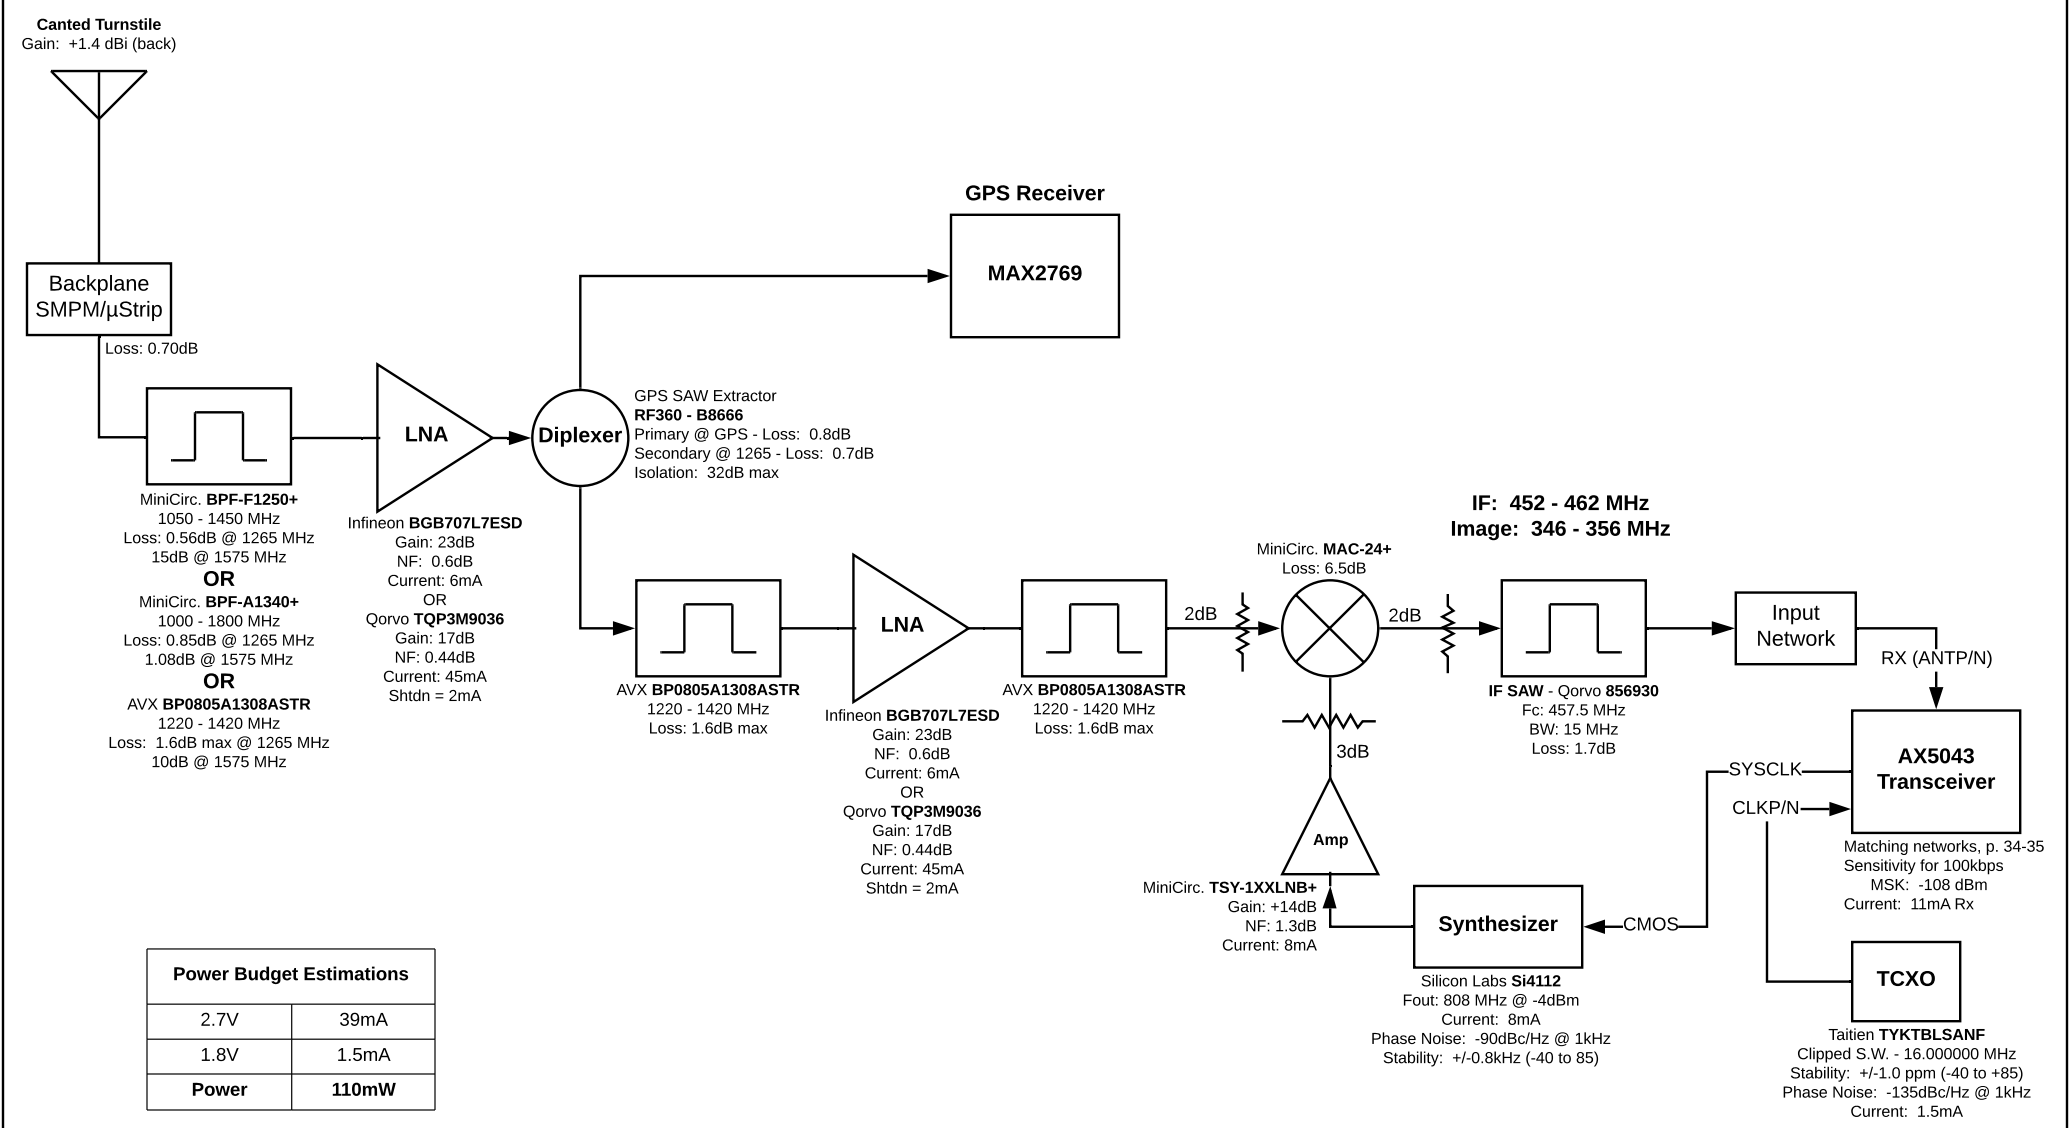 Canted Turnstile
Gain:  +1.4 dBi (back)
GPS Receiver
MAX2769
Backplane
SMPM/µStrip
Loss: 0.70dB
LNA
Diplexer
GPS SAW Extractor
RF360 - B8666
Primary @ GPS - Loss:  0.8dB
Secondary @ 1265 - Loss:  0.7dB
Isolation:  32dB max
MiniCirc. BPF-F1250+
1050 - 1450 MHz
Loss: 0.56dB @ 1265 MHz
15dB @ 1575 MHz
OR
MiniCirc. BPF-A1340+
1000 - 1800 MHz
Loss: 0.85dB @ 1265 MHz
1.08dB @ 1575 MHz
OR
AVX BP0805A1308ASTR
1220 - 1420 MHz
Loss:  1.6dB max @ 1265 MHz
10dB @ 1575 MHz
Infineon BGB707L7ESD
Gain: 23dB
NF:  0.6dB
Current: 6mA
OR
Qorvo TQP3M9036
Gain: 17dB
NF: 0.44dB
Current: 45mA
Shtdn = 2mA
AVX BP0805A1308ASTR
1220 - 1420 MHz
Loss: 1.6dB max
LNA
Infineon BGB707L7ESD
Gain: 23dB
NF:  0.6dB
Current: 6mA
OR
Qorvo TQP3M9036
Gain: 17dB
NF: 0.44dB
Current: 45mA
Shtdn = 2mA
AVX BP0805A1308ASTR
1220 - 1420 MHz
Loss: 1.6dB max
2dB
MiniCirc. MAC-24+
Loss: 6.5dB
2dB
3dB
Amp
MiniCirc. TSY-1XXLNB+
Gain: +14dB
NF: 1.3dB
Current: 8mA
IF:  452 - 462 MHz
Image:  346 - 356 MHz
IF SAW - Qorvo 856930
Fc: 457.5 MHz
BW: 15 MHz
Loss: 1.7dB
Input
Network
RX (ANTP/N)
AX5043
Transceiver
SYSCLK
CLKP/N
Matching networks, p. 34-35
Sensitivity for 100kbps
MSK:  -108 dBm
Current:  11mA Rx
Synthesizer
CMOS
Silicon Labs Si4112
Fout: 808 MHz @ -4dBm
Current:  8mA
Phase Noise:  -90dBc/Hz @ 1kHz
Stability:  +/-0.8kHz (-40 to 85)
TCXO
Taitien TYKTBLSANF
Clipped S.W. - 16.000000 MHz
Stability:  +/-1.0 ppm (-40 to +85)
Phase Noise:  -135dBc/Hz @ 1kHz
Current:  1.5mA
Power Budget Estimations
2.7V 39mA
1.8V 1.5mA
Power 110mW